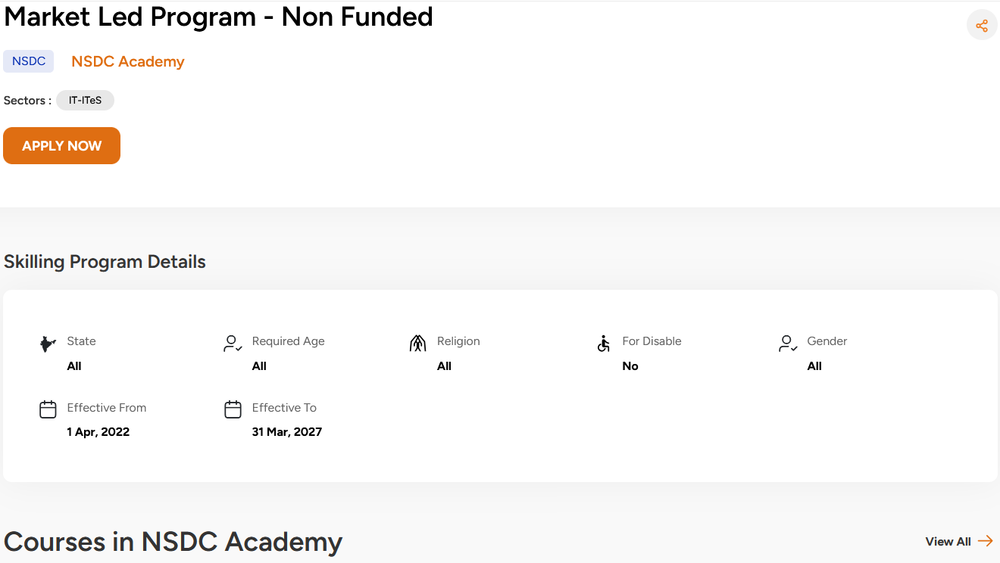 Market Led Program - Non Funded
NSDC NSDC Academy
Sectors : IT-ITeS
APPLY NOW
Skilling Program Details
State Required Age Religion For Disable Gender
All All All No All
Effective From Effective To
1 Apr, 2022 31 Mar, 2027
Courses in NSDC Academy View All